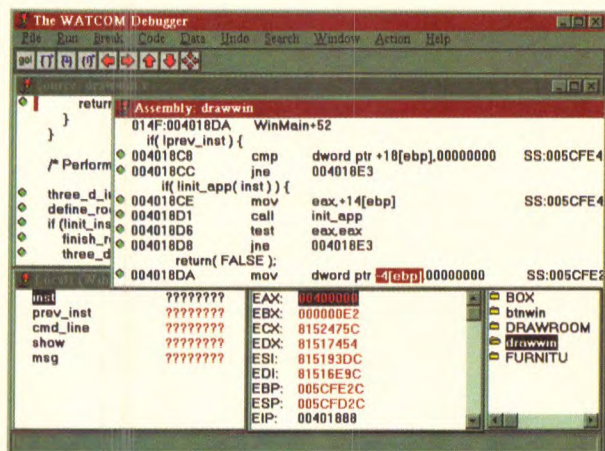 The WATCOM Debugger
File Run Break Code Data Undo Search Window Action Help
go!
Source: drawwin
return
}
}
/* Perform
three_d_i
define_ro
if (!init_ins
finish_r
three_d
Assembly: drawwin
014F:004018DA WinMain+52
if( !prev_inst ) {
004018C8 cmp dword ptr +18[ebp],00000000 SS:005CFE4
004018CC jne 004018E3
if( !init_app( inst ) ) {
004018CE mov eax,+14[ebp] SS:005CFE4
004018D1 call init_app
004018D6 test eax,eax
004018D8 jne 004018E3
return( FALSE );
004018DA mov dword ptr -4[ebp],00000000 SS:005CFE2
Locals (Win
inst ????????
prev_inst ????????
cmd_line ????????
show ????????
msg ????????
EAX: 00400000
EBX: 000000E2
ECX: 8152475C
EDX: 81517454
ESI: 815193DC
EDI: 81516E9C
EBP: 005CFE2C
ESP: 005CFD2C
EIP: 00401888
BOX
btnwin
DRAWROOM
drawwin
FURNITU